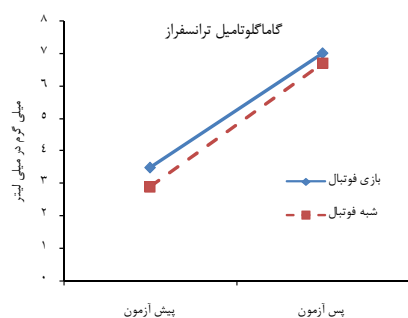 گاماگلوتامیل ترانسفراز
میلی گرم در میلی لیتر
۸
۷
۶
۵
۴
۳
۲
۱
۰
بازی فوتبال
شبه فوتبال
پیش آزمون
پس آزمون